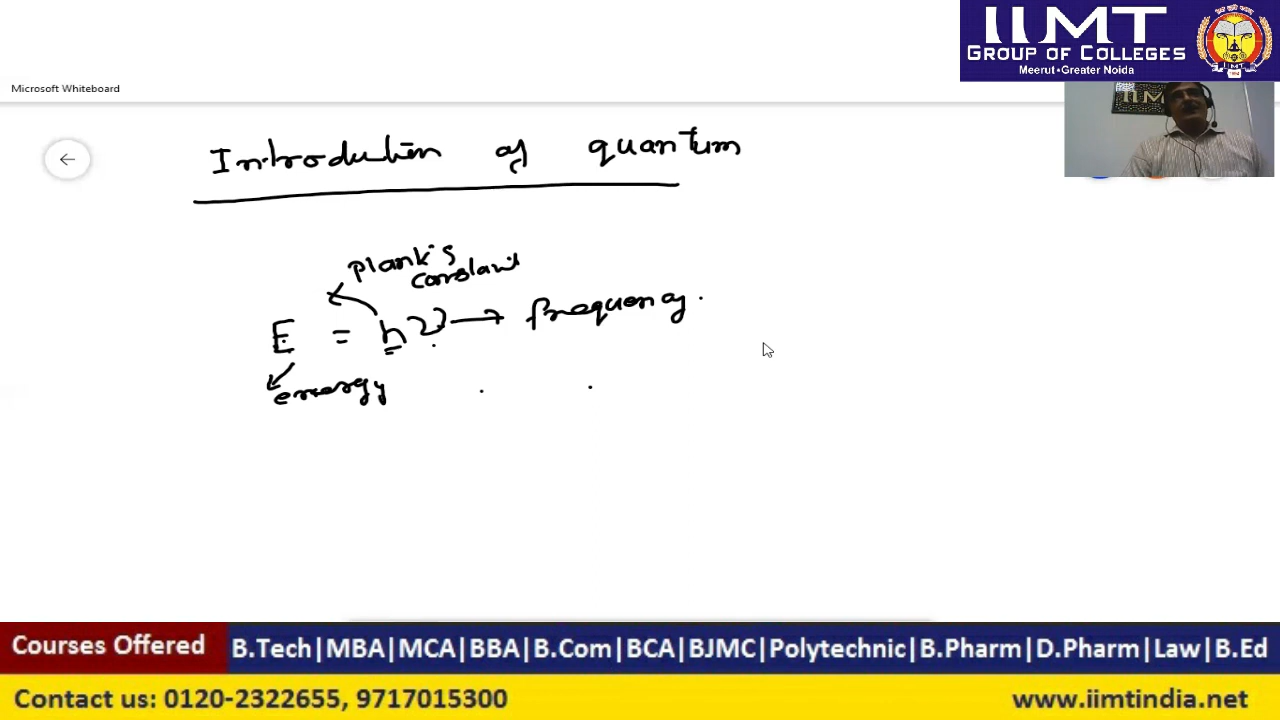 IIMT
GROUP OF COLLEGES
Meerut•Greater Noida
Microsoft Whiteboard
IIM
Introduction of quantum
plank's
constant
E = hν → frequency.
energy
Courses Offered
B.Tech|MBA|MCA|BBA|B.Com|BCA|BJMC|Polytechnic|B.Pharm|D.Pharm|Law|B.Ed
Contact us: 0120-2322655, 9717015300
www.iimtindia.net